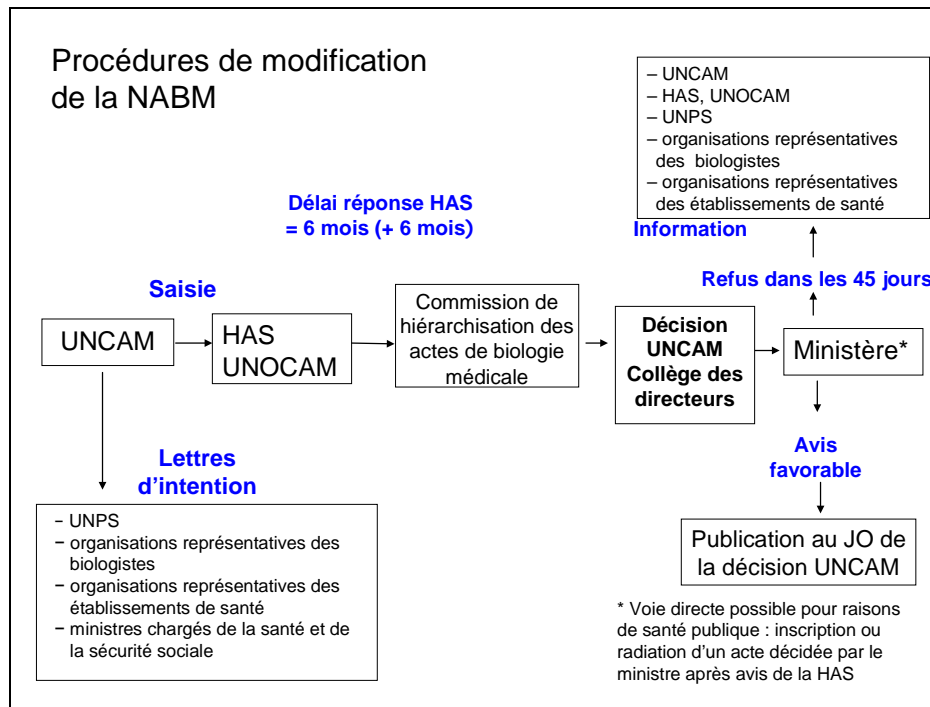 Procédures de modification
de la NABM
– UNCAM
– HAS, UNOCAM
– UNPS
– organisations représentatives
des biologistes
– organisations représentatives
des établissements de santé
Délai réponse HAS
= 6 mois (+ 6 mois)
Information
Refus dans les 45 jours
Saisie
UNCAM
HAS
UNOCAM
Commission de
hiérarchisation des
actes de biologie
médicale
Décision
UNCAM
Collège des
directeurs
Ministère*
Lettres
d’intention
Avis
favorable
– UNPS
– organisations représentatives des
biologistes
– organisations représentatives des
établissements de santé
– ministres chargés de la santé et de
la sécurité sociale
Publication au JO de
la décision UNCAM
* Voie directe possible pour raisons
de santé publique : inscription ou
radiation d’un acte décidée par le
ministre après avis de la HAS